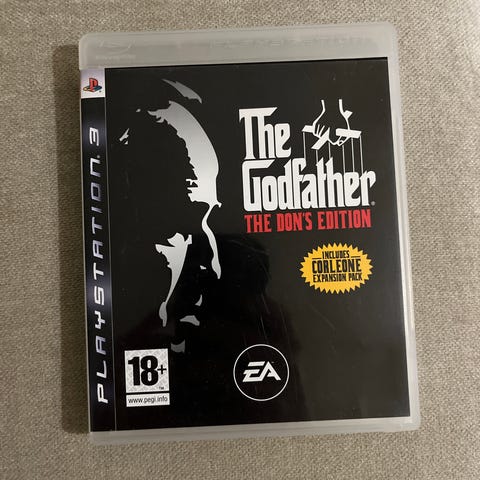 PLAYSTATION 3
The
Godfather
THE DON'S EDITION
INCLUDES
CORLEONE
EXPANSION PACK
18+
www.pegi.info
EA